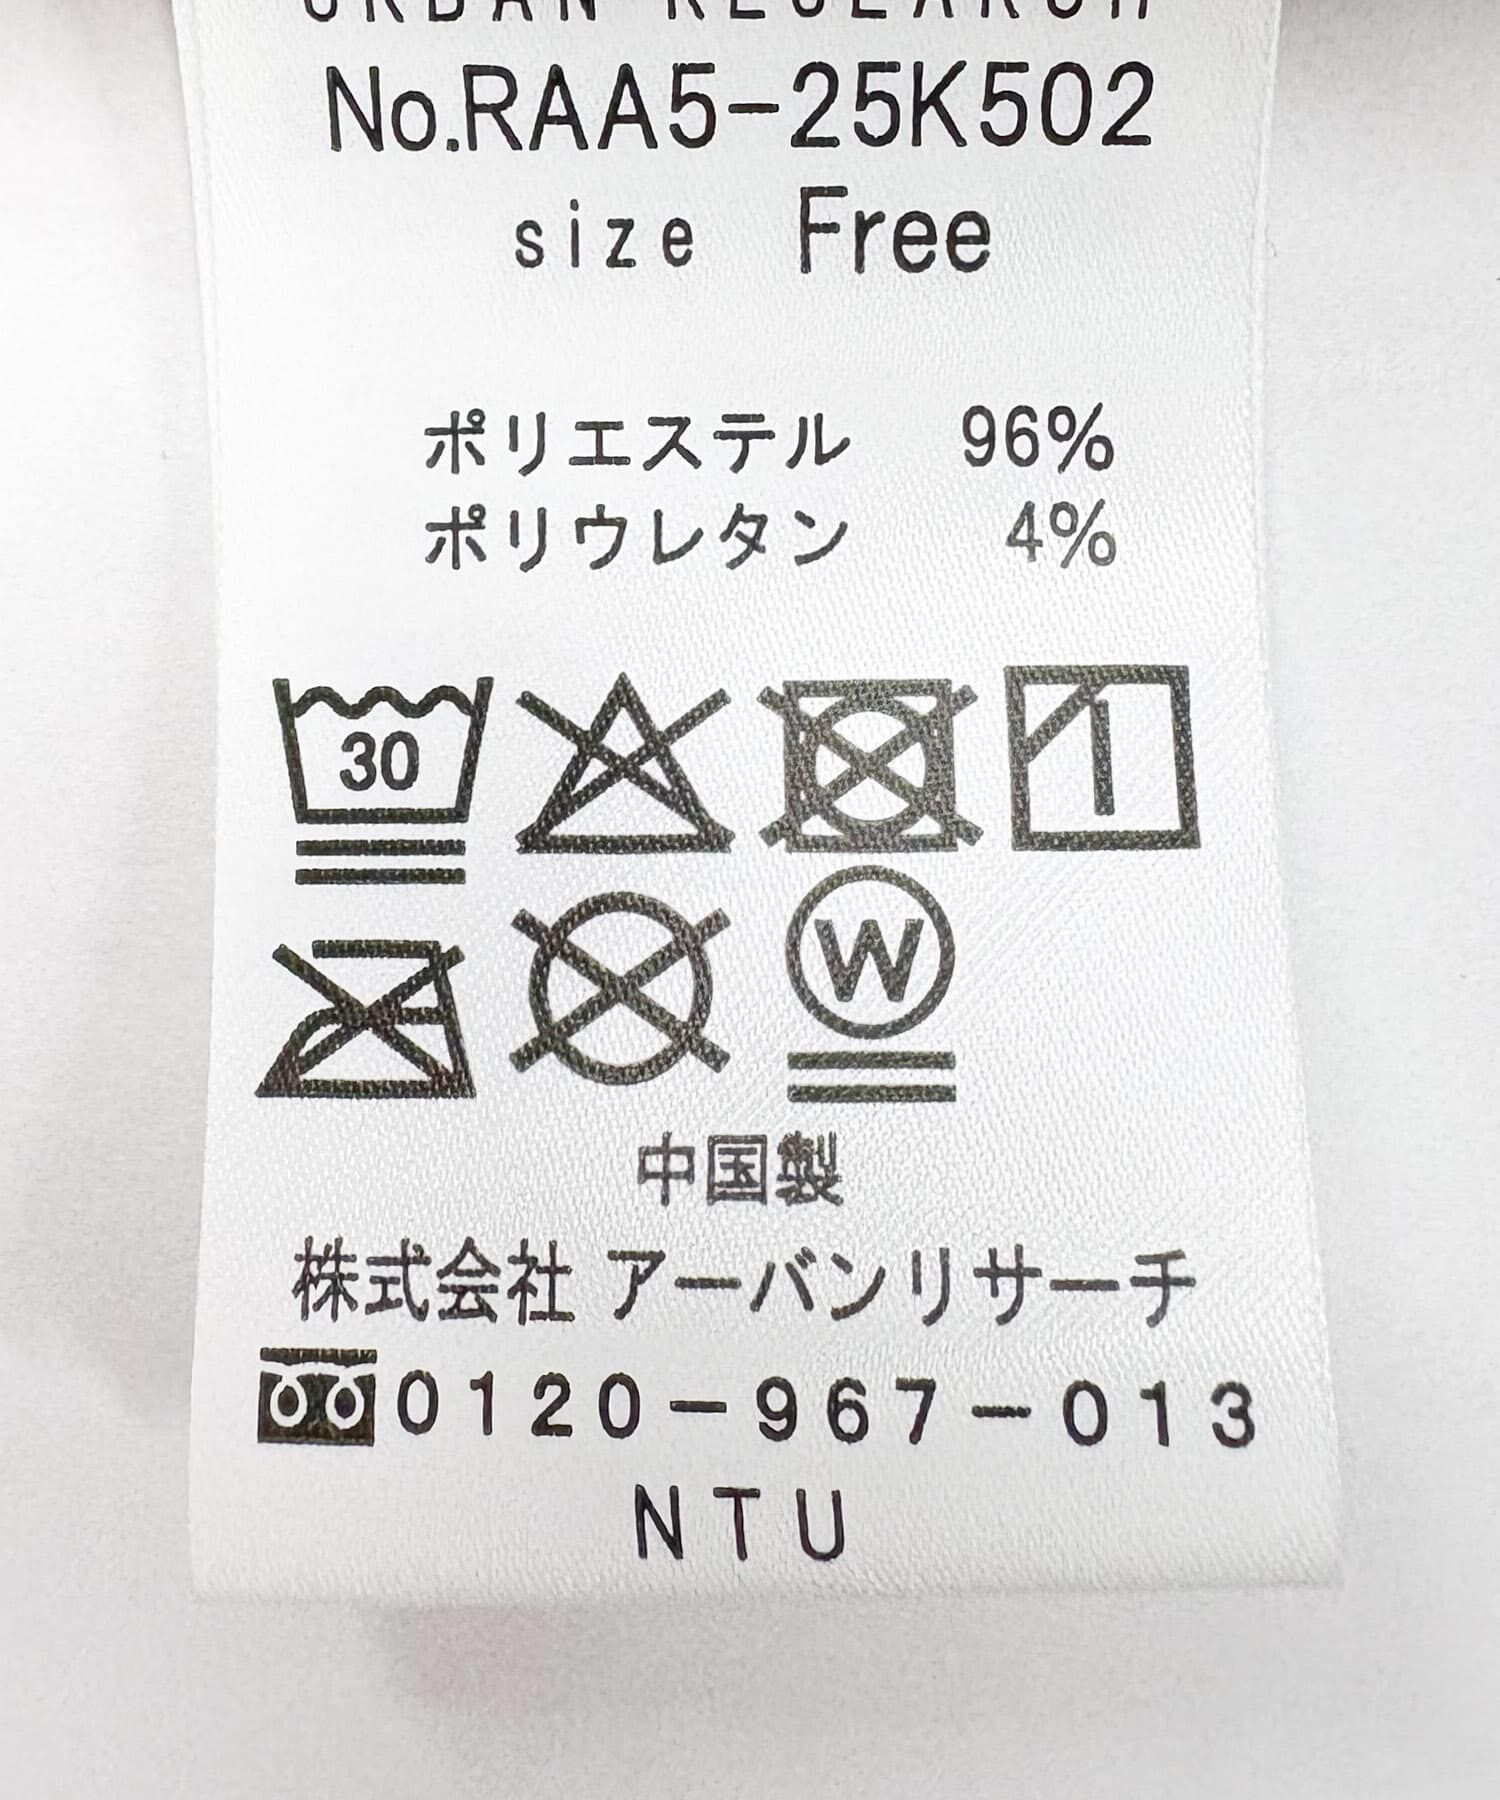 URBAN RESEARCH
No.RAA5-25K502
size Free
ポリエステル 96%
ポリウレタン 4%
30
W
中国製
株式会社 アーバンリサーチ
0120-967-013
NTU